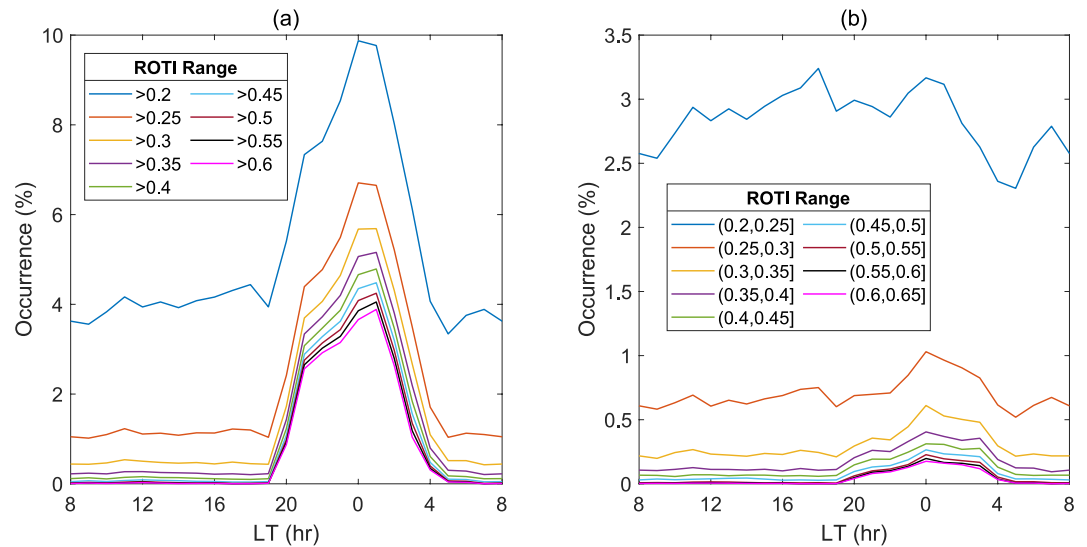 (a)
10
8
6
4
2
0
Occurrence (%)
ROTI Range
>0.2 >0.45
>0.25 >0.5
>0.3 >0.55
>0.35 >0.6
>0.4
8 12 16 20 0 4 8
LT (hr)
(b)
3.5
3
2.5
2
1.5
1
0.5
0
Occurrence (%)
ROTI Range
(0.2,0.25] (0.45,0.5]
(0.25,0.3] (0.5,0.55]
(0.3,0.35] (0.55,0.6]
(0.35,0.4] (0.6,0.65]
(0.4,0.45]
8 12 16 20 0 4 8
LT (hr)